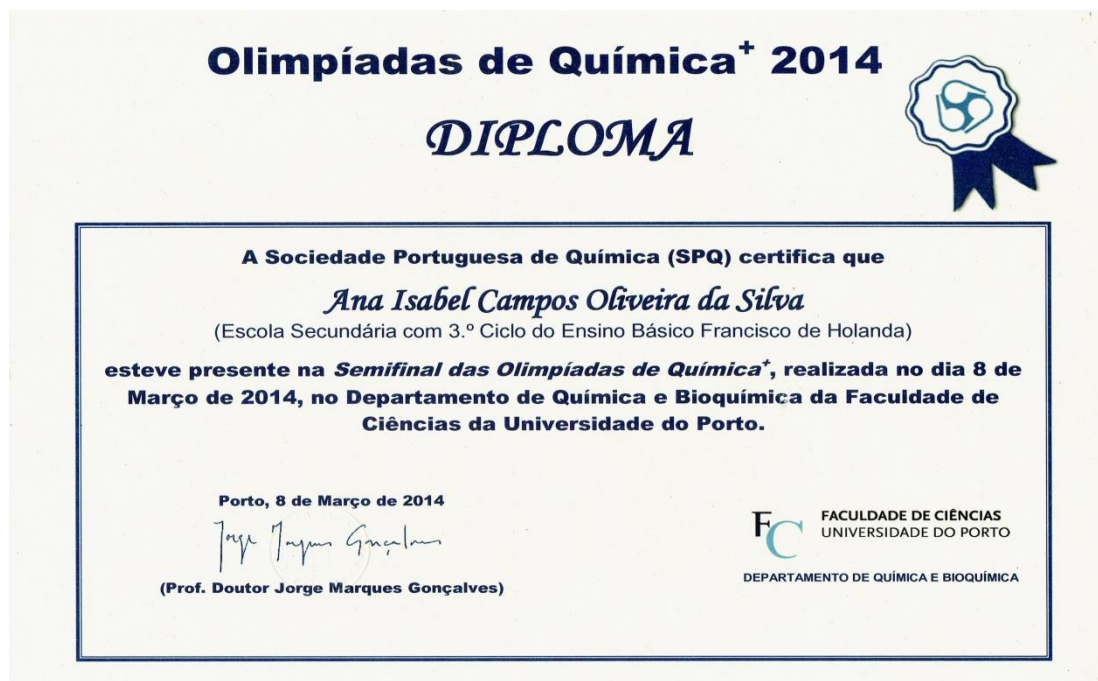 Olimpíadas de Química⁺ 2014
DIPLOMA
A Sociedade Portuguesa de Química (SPQ) certifica que
Ana Isabel Campos Oliveira da Silva
(Escola Secundária com 3.º Ciclo do Ensino Básico Francisco de Holanda)
esteve presente na Semifinal das Olimpíadas de Química⁺, realizada no dia 8 de
Março de 2014, no Departamento de Química e Bioquímica da Faculdade de
Ciências da Universidade do Porto.
Porto, 8 de Março de 2014
Jorge Marques Gonçalves
(Prof. Doutor Jorge Marques Gonçalves)
FC
FACULDADE DE CIÊNCIAS
UNIVERSIDADE DO PORTO
DEPARTAMENTO DE QUÍMICA E BIOQUÍMICA